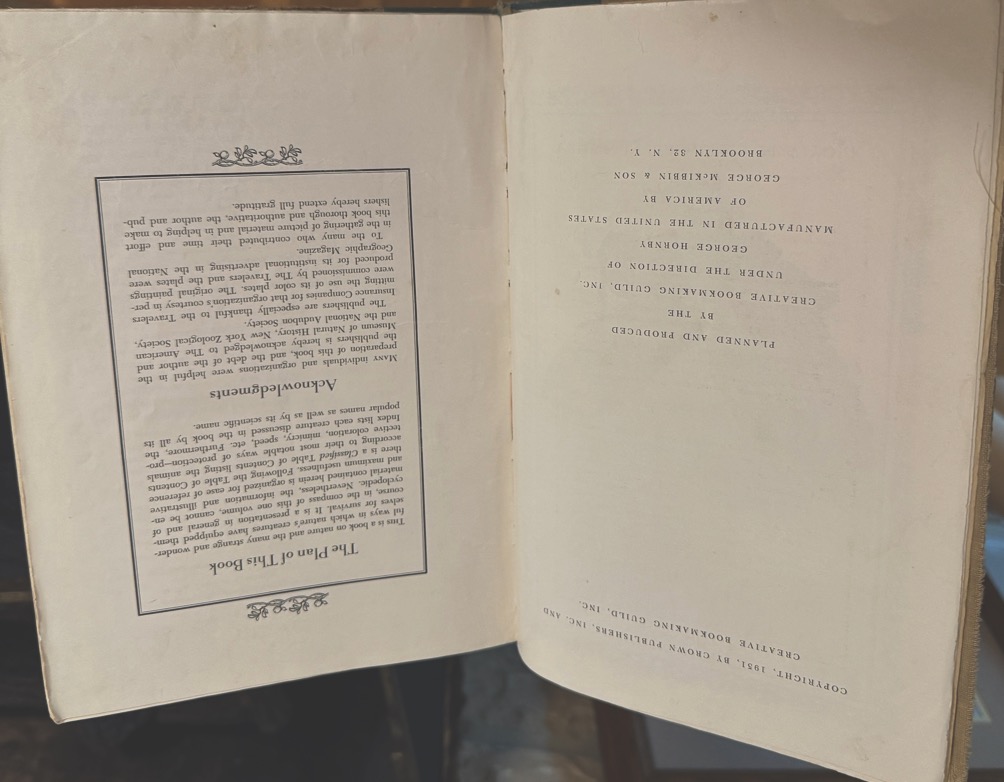 COPYRIGHT, 1951, BY CROWN PUBLISHERS, INC. AND
CREATIVE BOOKMAKING GUILD, INC.
PLANNED AND PRODUCED
BY THE
CREATIVE BOOKMAKING GUILD, INC.
UNDER THE DIRECTION OF
GEORGE HORNBY
MANUFACTURED IN THE UNITED STATES
OF AMERICA BY
GEORGE McKIBBIN & SON
BROOKLYN 32, N. Y.
The Plan of This Book
THIS is a book on nature and the many strange and wonder-
ful ways in which nature's creatures have equipped them-
selves for survival. It is a presentation in general and of
course, in the compass of this one volume, cannot be en-
cyclopedic. Nevertheless, the information and illustrative
material contained herein is organized for ease of reference
and maximum usefulness. Following the Table of Contents
there is a Classified Table of Contents listing the animals
according to their most notable ways of protection—pro-
tective coloration, mimicry, speed, etc. Furthermore, the
Index lists each creature discussed in the book by all its
popular names as well as by its scientific name.
Acknowledgments
MANY individuals and organizations were helpful in the
preparation of this book, and the debt of the author and
the publishers is hereby acknowledged to The American
Museum of Natural History, New York Zoological Society,
and the National Audubon Society.
The publishers are especially thankful to the Travelers
Insurance Companies for that organization's courtesy in per-
mitting the use of its color plates. The original paintings
were commissioned by The Travelers and the plates were
produced for its institutional advertising in the National
Geographic Magazine.
To the many who contributed their time and effort
in the gathering of picture material and in helping to make
this book thorough and authoritative, the author and pub-
lishers hereby extend full gratitude.